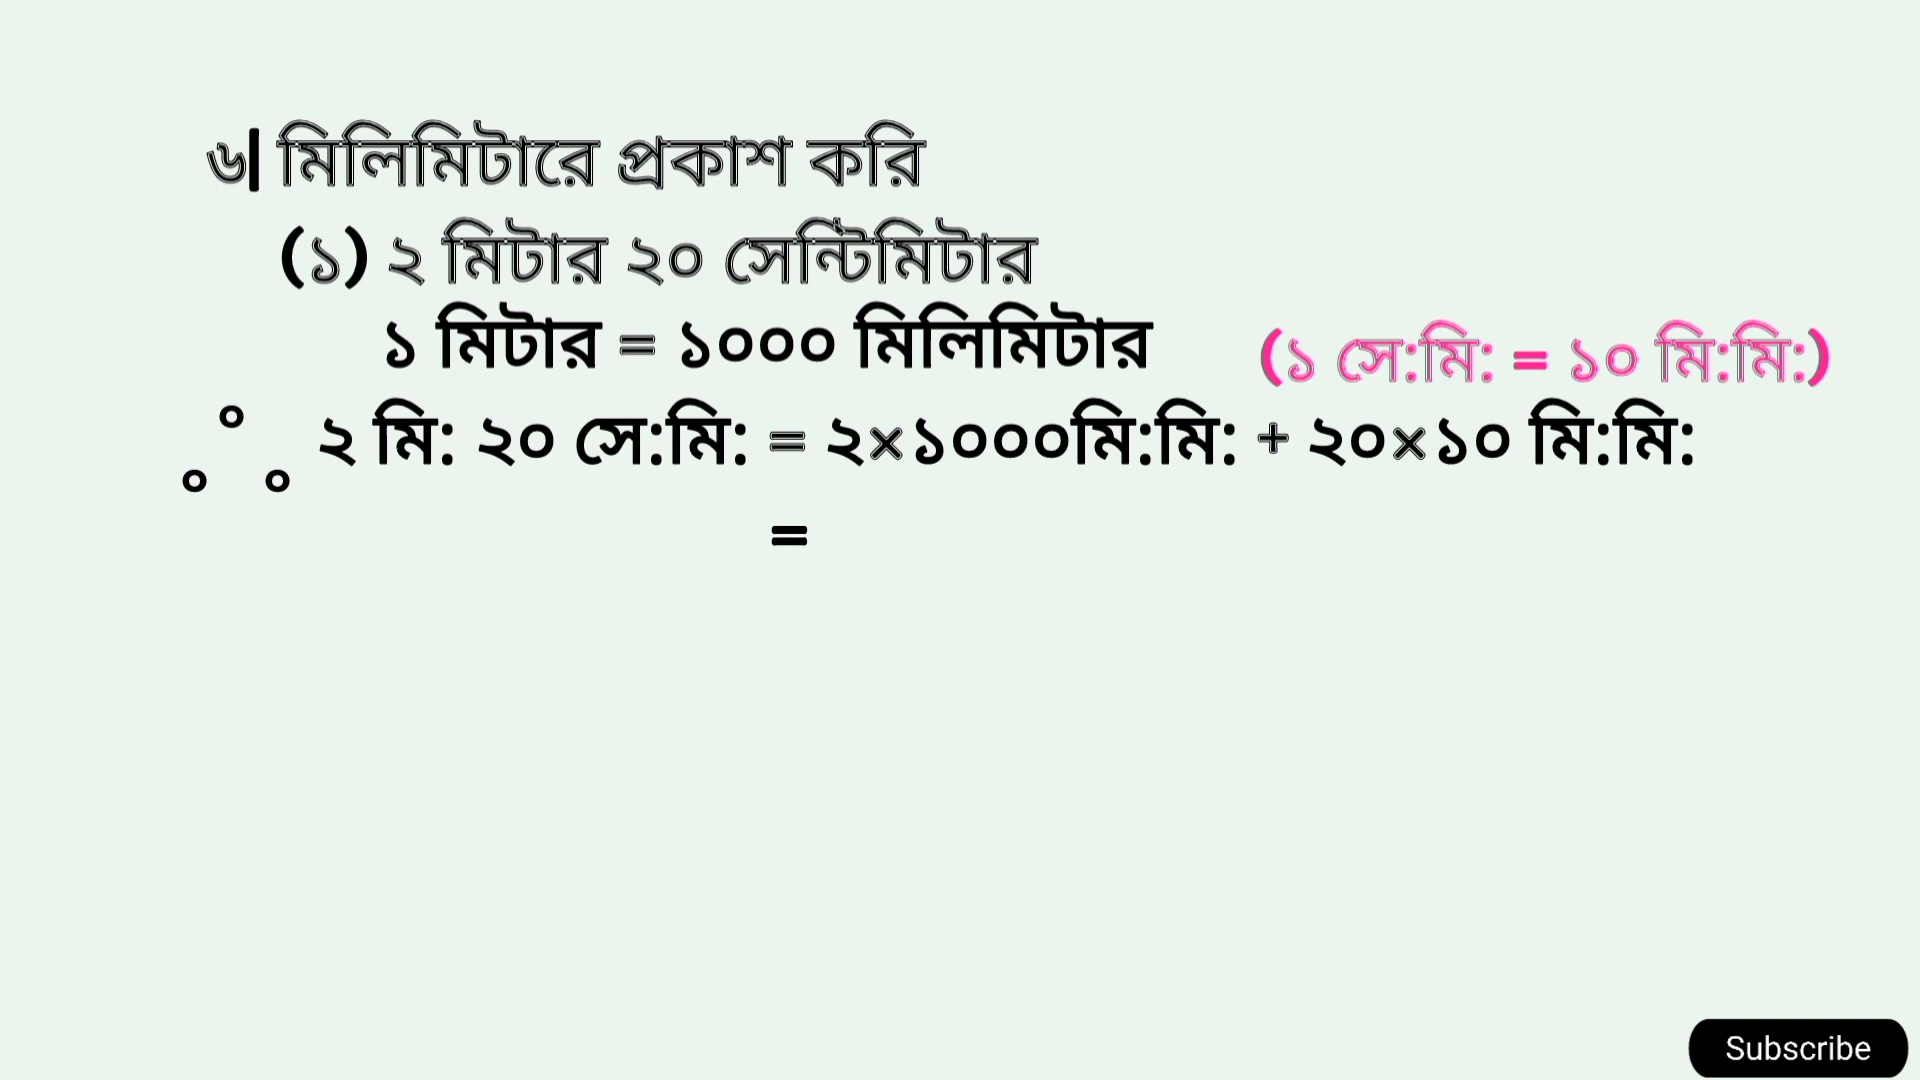 ৬| মিলিমিটারে প্রকাশ করি
(১) ২ মিটার ২০ সেন্টিমিটার
১ মিটার = ১০০০ মিলিমিটার
(১ সে:মি: = ১০ মি:মি:)
∴ ২ মি: ২০ সে:মি: = ২×১০০০মি:মি: + ২০×১০ মি:মি:
=
Subscribe